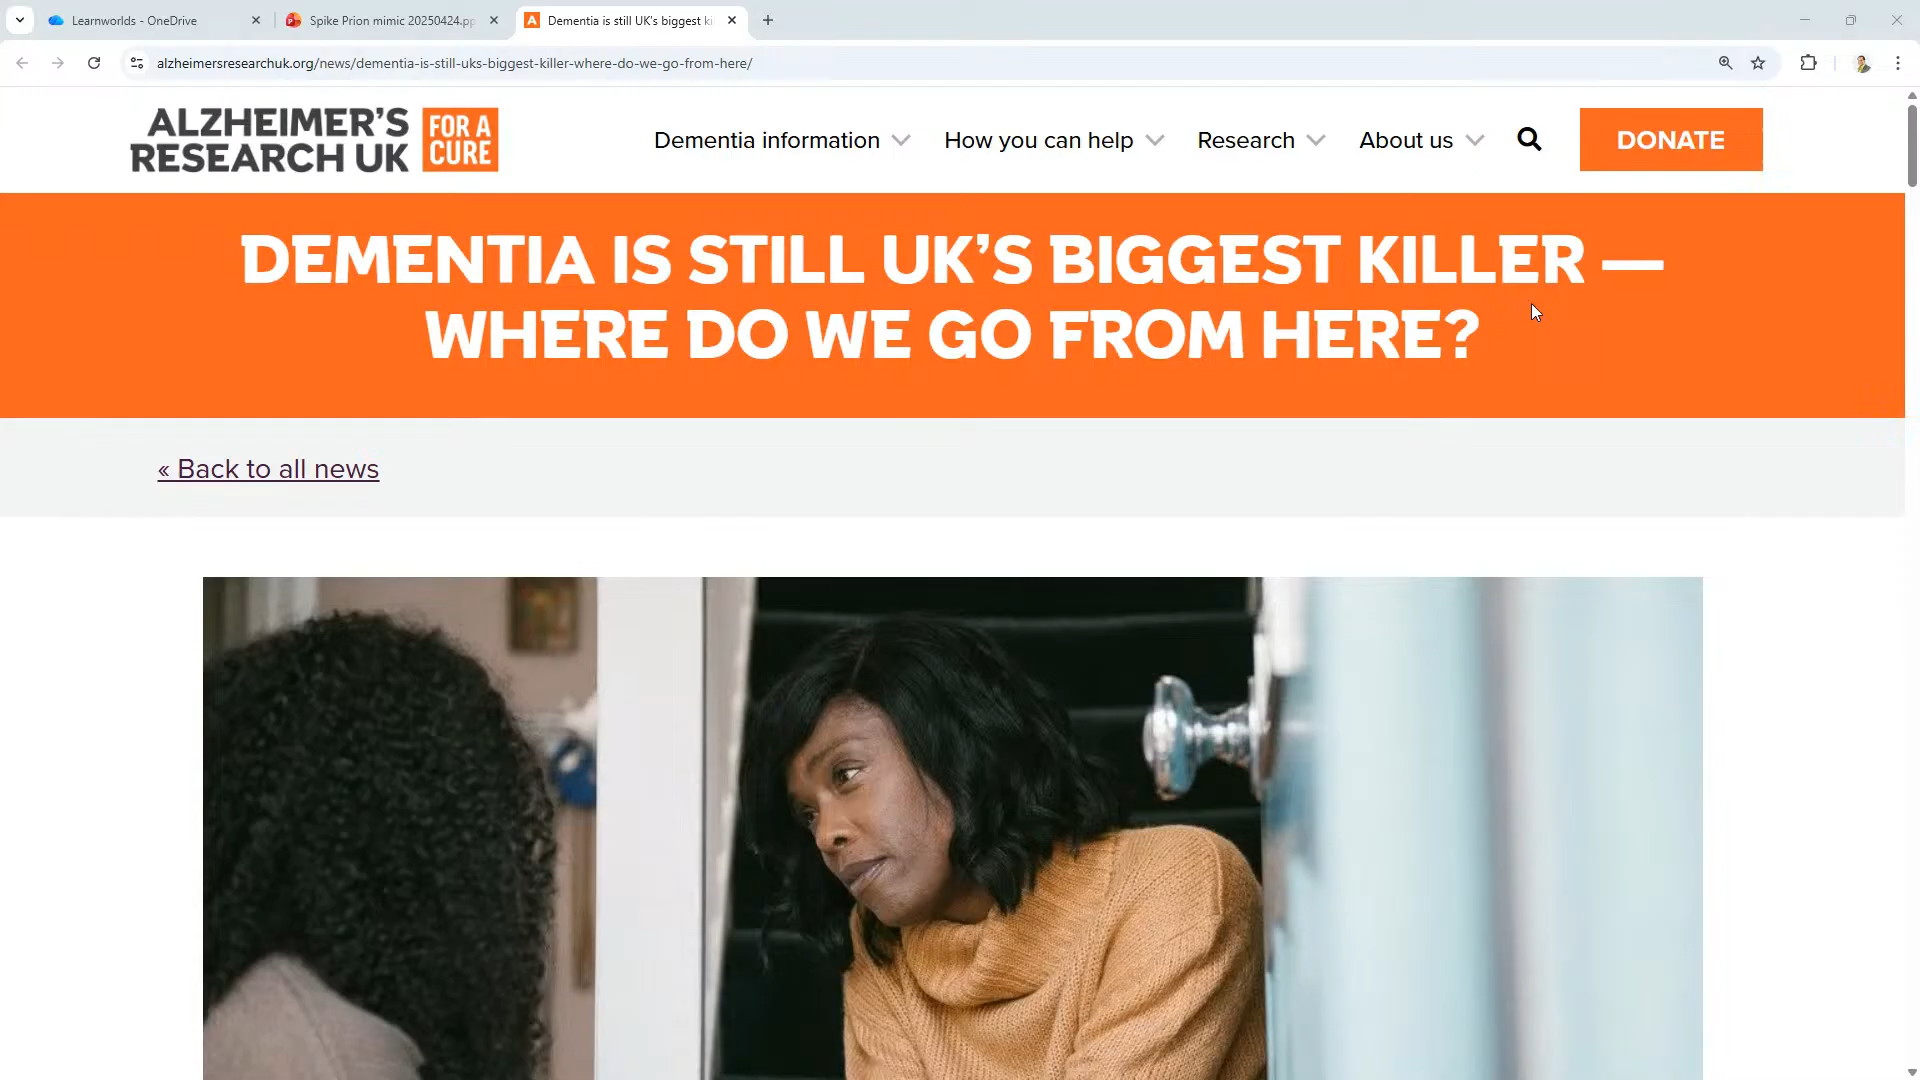 Learnworlds - OneDrive
Spike Prion mimic 20250424.pp
Dementia is still UK's biggest ki
alzheimersresearchuk.org/news/dementia-is-still-uks-biggest-killer-where-do-we-go-from-here/
ALZHEIMER'S
RESEARCH UK
FOR A
CURE
Dementia information
How you can help
Research
About us
DONATE
DEMENTIA IS STILL UK'S BIGGEST KILLER —
WHERE DO WE GO FROM HERE?
« Back to all news